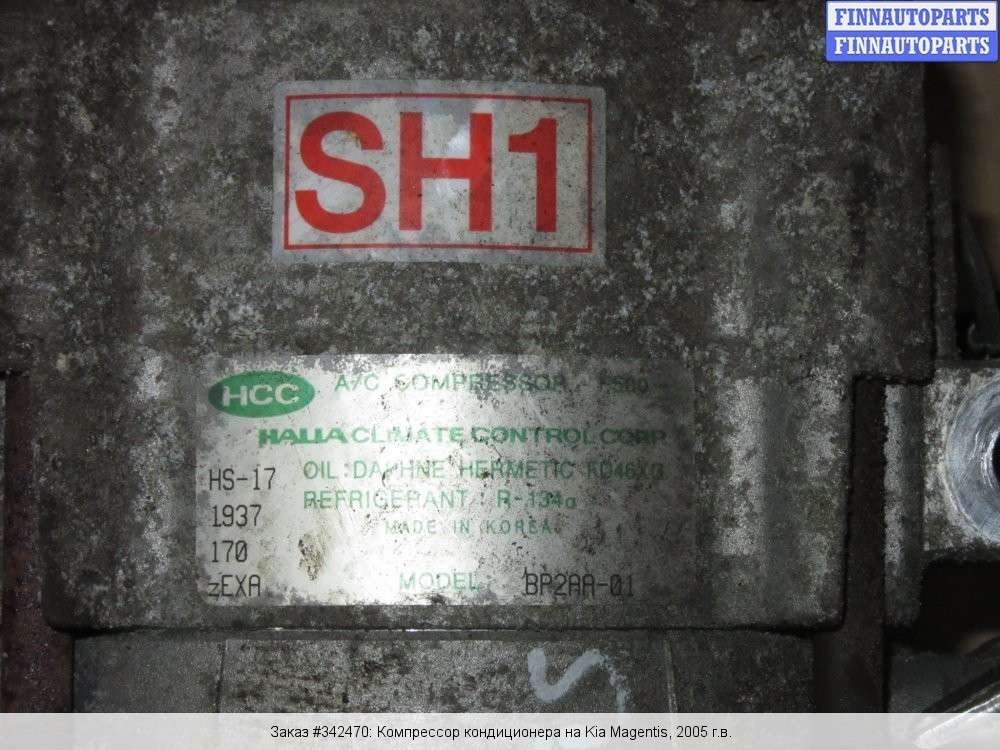 FINNAUTOPARTS
FINNAUTOPARTS
SH1
HCC
A/C COMPRESSOR
HALLA CLIMATE CONTROL CORP
HS-17
OIL : DAPHNE HERMETIC
1937
REFRIGERANT : R-134a
MADE IN KOREA
170
zEXA
MODEL : BP2AA-01
Заказ #342470: Компрессор кондиционера на Kia Magentis, 2005 г.в.